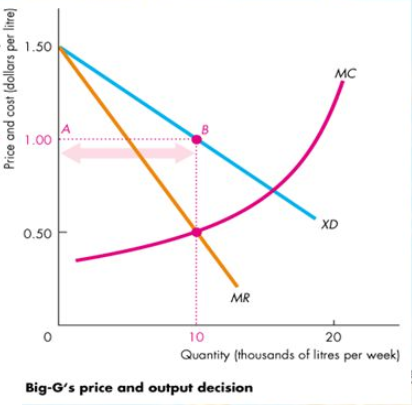 Price and cost (dollars per litre)
1.50
MC
1.00
A
B
0.50
XD
MR
0
10
20
Quantity (thousands of litres per week)
Big-G's price and output decision